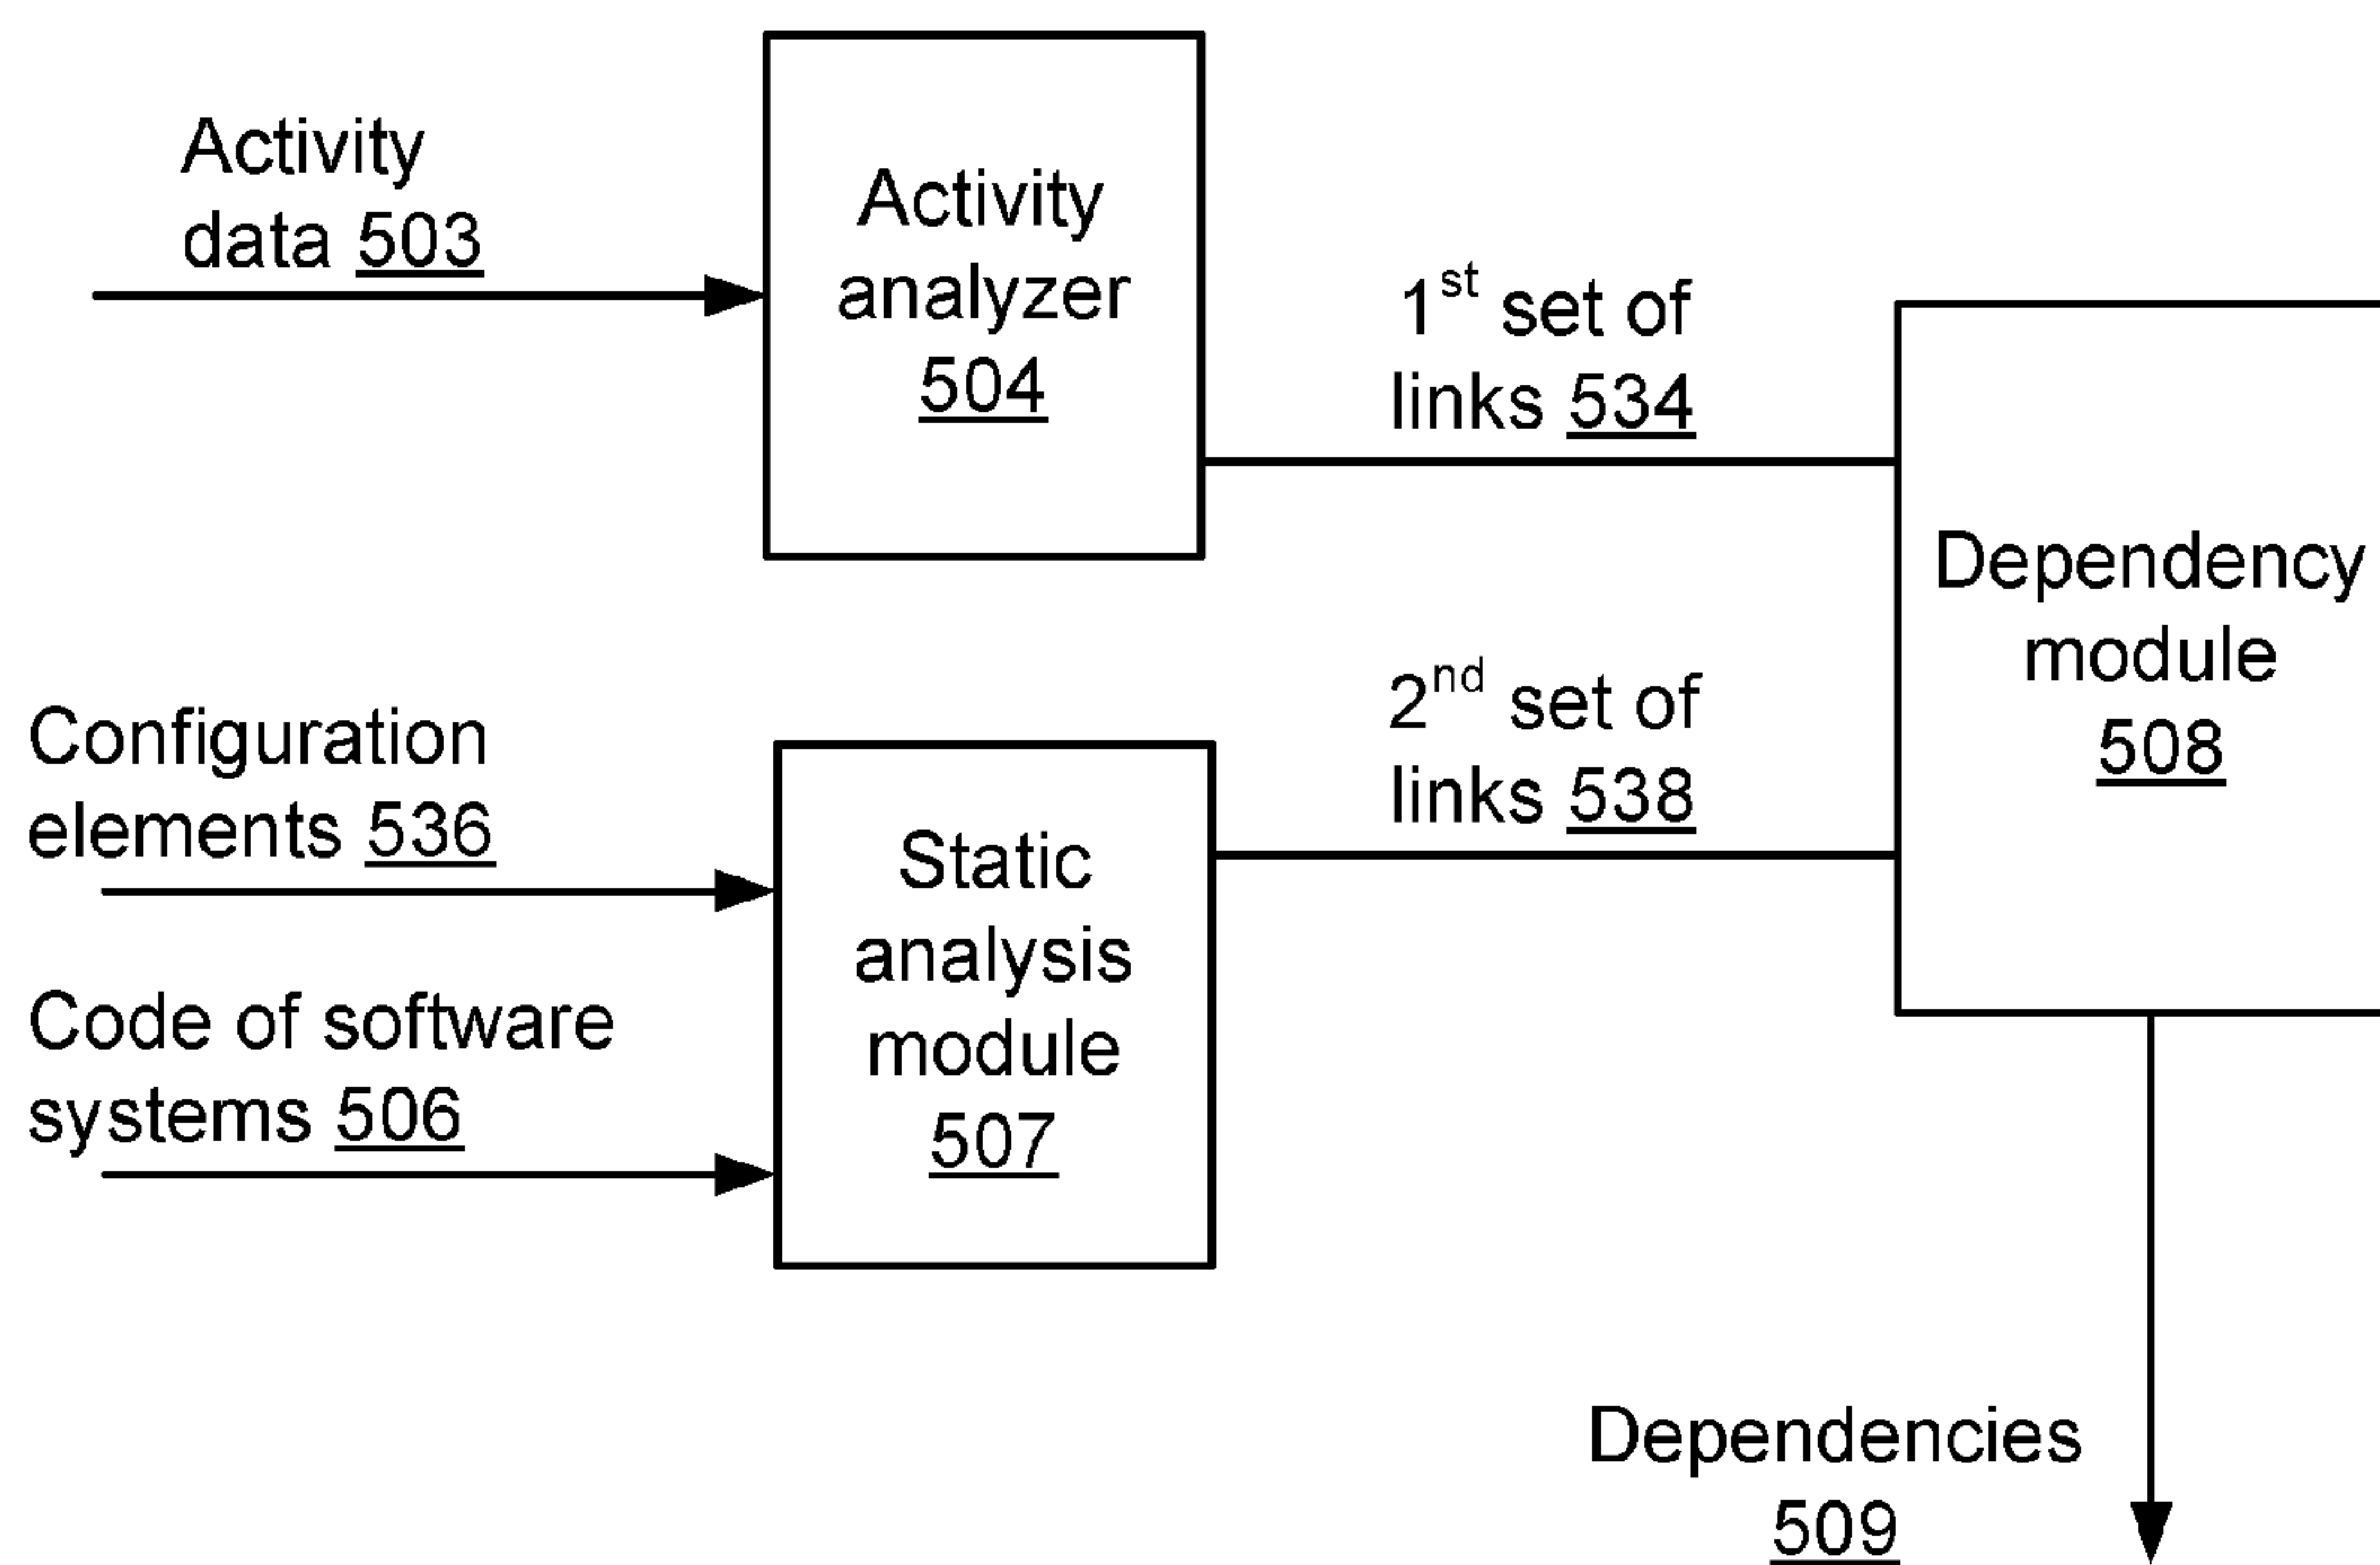 Activity
data 503
Activity
analyzer
504
1st set of
links 534
Dependency
module
508
Configuration
elements 536
2nd set of
links 538
Static
analysis
module
507
Code of software
systems 506
Dependencies
509